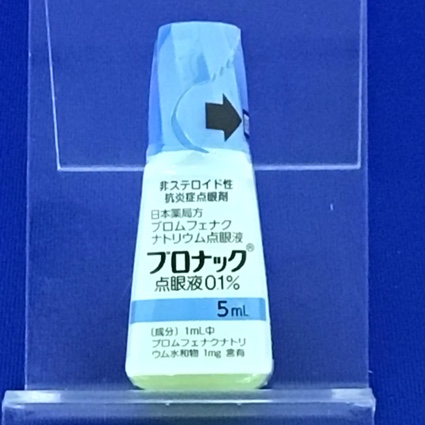 非ステロイド性
抗炎症点眼剤
日本薬局方
ブロムフェナク
ナトリウム点眼液
ブロナック®
点眼液0.1%
5mL
(成分) 1mL中
ブロムフェナクナトリ
ウム水和物 1mg 含有